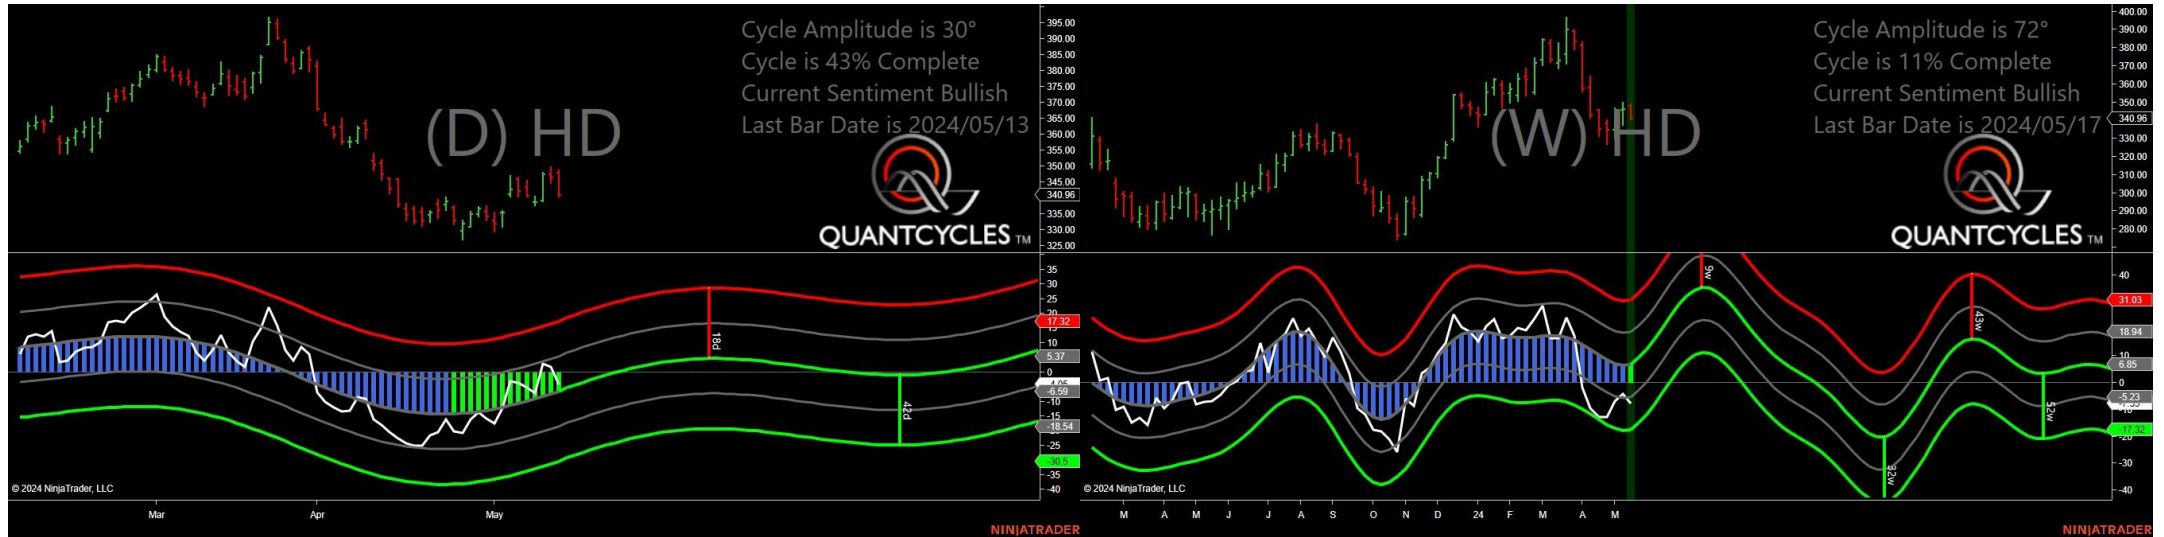 Cycle Amplitude is 30°
Cycle is 43% Complete
Current Sentiment Bullish
Last Bar Date is 2024/05/13
(D) HD
QUANTCYCLES TM
395.00
390.00
385.00
380.00
375.00
370.00
365.00
360.00
355.00
350.00
345.00
340.96
335.00
330.00
325.00
35
30
25
20
17.32
10
5.37
0
-4.05
-6.59
-10
-15
-18.54
-25
-30.5
-35
-40
18d
42d
© 2024 NinjaTrader, LLC
Mar Apr May
NINJATRADER
Cycle Amplitude is 72°
Cycle is 11% Complete
Current Sentiment Bullish
Last Bar Date is 2024/05/17
(W) HD
QUANTCYCLES TM
400.00
390.00
380.00
370.00
360.00
350.00
340.96
330.00
320.00
310.00
300.00
290.00
280.00
40
31.03
18.94
10
6.85
0
-5.23
-17.32
-20
-30
-40
9w
43w
32w
52w
© 2024 NinjaTrader, LLC
M A M J J A S O N D 24 F M A M
NINJATRADER